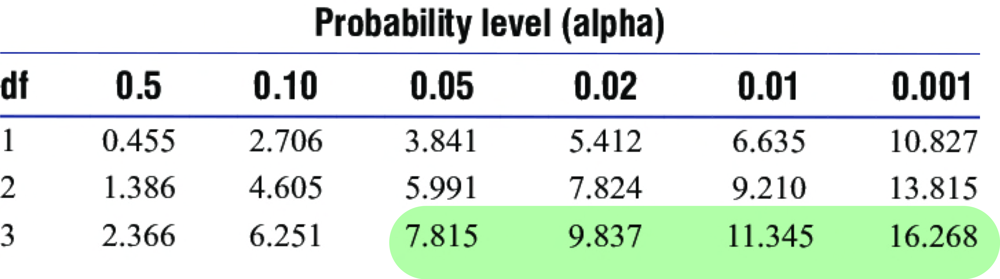 Probability level (alpha)
df 0.5 0.10 0.05 0.02 0.01 0.001
1 0.455 2.706 3.841 5.412 6.635 10.827
2 1.386 4.605 5.991 7.824 9.210 13.815
3 2.366 6.251 7.815 9.837 11.345 16.268